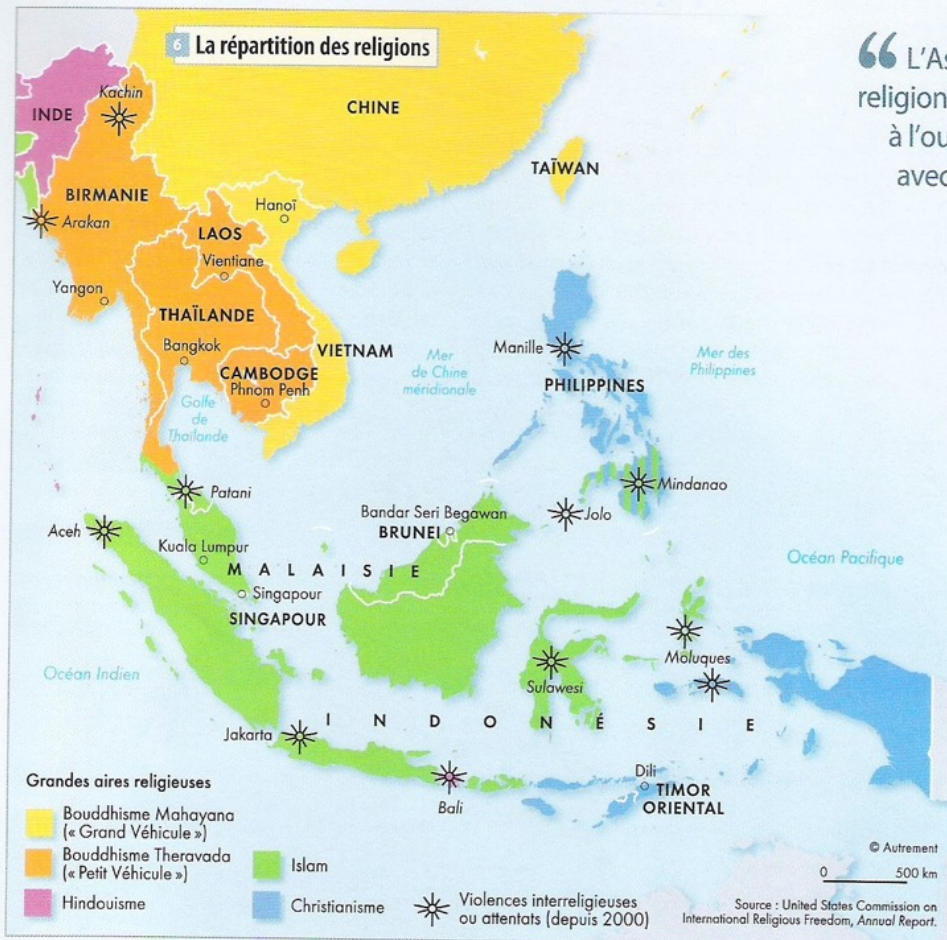 6 La répartition des religions
“ L'As
religion
à l'ou
avec
Kachin
INDE
CHINE
TAÏWAN
BIRMANIE
Hanoï
Arakan
LAOS
Vientiane
Yangon
THAÏLANDE
Bangkok
VIETNAM
Manille
Mer
de Chine
méridionale
Mer des
Philippines
CAMBODGE
Phnom Penh
PHILIPPINES
Golfe
de
Thaïlande
Patani
Mindanao
Bandar Seri Begawan
Jolo
Aceh
BRUNEI
Kuala Lumpur
Océan Pacifique
MALAISIE
Singapour
SINGAPOUR
Océan Indien
Moluques
Sulawesi
INDONÉSIE
Jakarta
Bali
Dili
TIMOR
ORIENTAL
Grandes aires religieuses
Bouddhisme Mahayana
(« Grand Véhicule »)
Bouddhisme Theravada
(« Petit Véhicule »)
Hindouisme
Islam
Christianisme
Violences interreligieuses
ou attentats (depuis 2000)
© Autrement
0 500 km
Source : United States Commission on
International Religious Freedom, Annual Report.